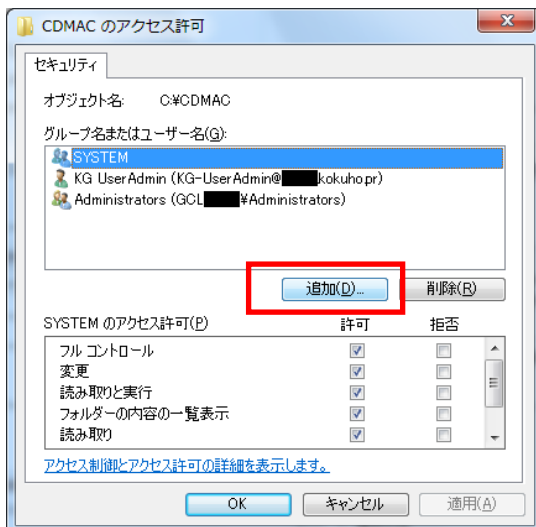 CDMAC のアクセス許可
セキュリティ
オブジェクト名: C:¥CDMAC
グループ名またはユーザー名(G):
SYSTEM
KG UserAdmin (KG-UserAdmin@ kokuho.pr)
Administrators (GCL ¥Administrators)
追加(D)... 削除(R)
SYSTEM のアクセス許可(P) 許可 拒否
フル コントロール
変更
読み取りと実行
フォルダーの内容の一覧表示
読み取り
アクセス制御とアクセス許可の詳細を表示します。
OK キャンセル 適用(A)